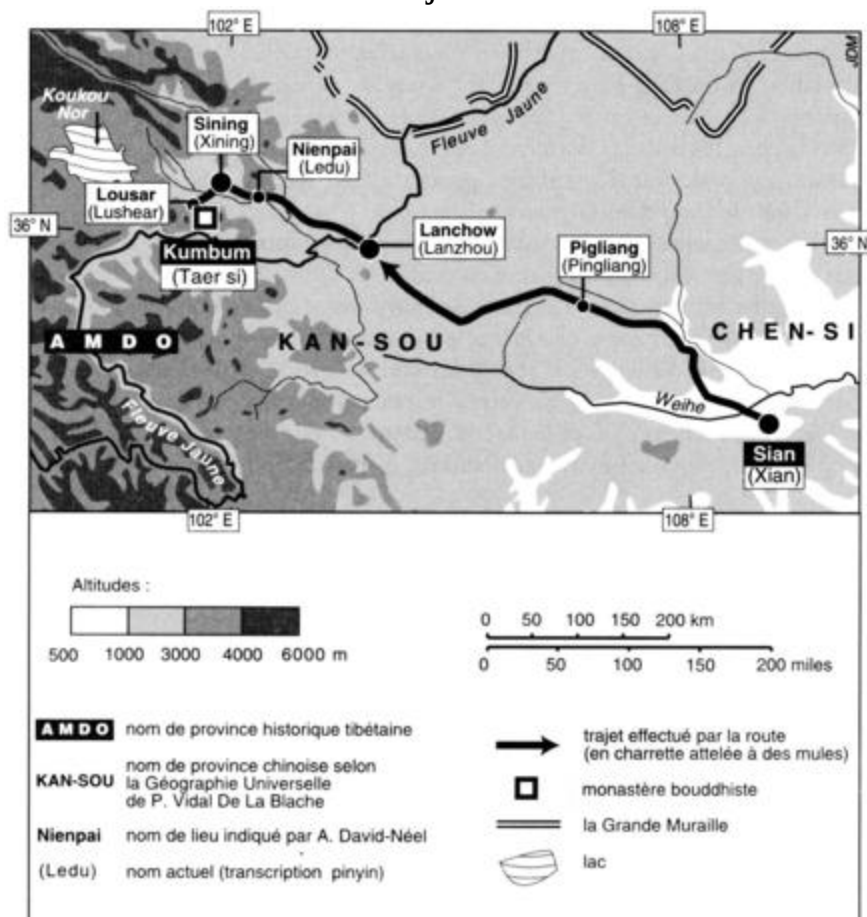 102° E
108° E
JDM
Koukou
Nor
Sining
(Xining)
Nienpai
(Ledu)
Fleuve Jaune
Lousar
(Lushear)
36° N
Lanchow
(Lanzhou)
36° N
Kumbum
(Taer si)
Pigliang
(Pingliang)
AMDO
KAN-SOU
CHEN-SI
Fleuve Jaune
Weihe
Sian
(Xian)
102° E
108° E
Altitudes :
500 1000 3000 4000 6000 m
0 50 100 150 200 km
0 50 100 150 200 miles
AMDO nom de province historique tibétaine
KAN-SOU nom de province chinoise selon
la Géographie Universelle
de P. Vidal De La Blache
Nienpai nom de lieu indiqué par A. David-Néel
(Ledu) nom actuel (transcription pinyin)
trajet effectué par la route
(en charrette attelée à des mules)
monastère bouddhiste
la Grande Muraille
lac